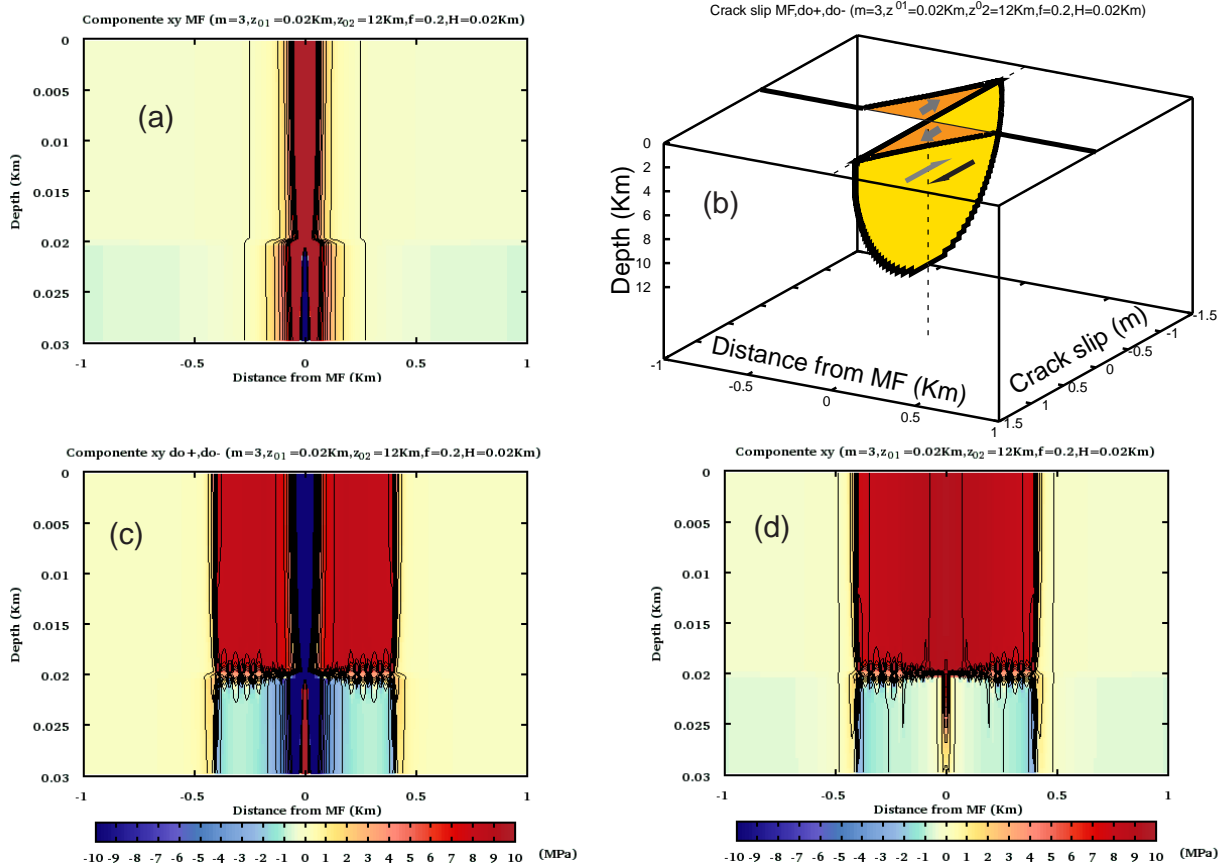 Componente xy MF (m=3,z01=0.02Km,z02=12Km,f=0.2,H=0.02Km)
0
0.005
0.01
0.015
0.02
0.025
0.03
Depth (Km)
(a)
-1 -0.5 0 0.5 1
Distance from MF (Km)
Crack slip MF,do+,do- (m=3,z01=0.02Km,z02=12Km,f=0.2,H=0.02Km)
0
2
4
6
8
10
12
Depth (Km)
(b)
-1 -0.5 0 0.5 1
Distance from MF (Km)
1.5 1 0.5 0 -0.5 -1 -1.5
Crack slip (m)
Componente xy do+,do- (m=3,z01=0.02Km,z02=12Km,f=0.2,H=0.02Km)
0
0.005
0.01
0.015
0.02
0.025
0.03
Depth (Km)
(c)
-1 -0.5 0 0.5 1
Distance from MF (Km)
-10 -9 -8 -7 -6 -5 -4 -3 -2 -1 0 1 2 3 4 5 6 7 8 9 10 (MPa)
Componente xy (m=3,z01=0.02Km,z02=12Km,f=0.2,H=0.02Km)
0
0.005
0.01
0.015
0.02
0.025
0.03
Depth (Km)
(d)
-1 -0.5 0 0.5 1
Distance from MF (Km)
-10 -9 -8 -7 -6 -5 -4 -3 -2 -1 0 1 2 3 4 5 6 7 8 9 10 (MPa)